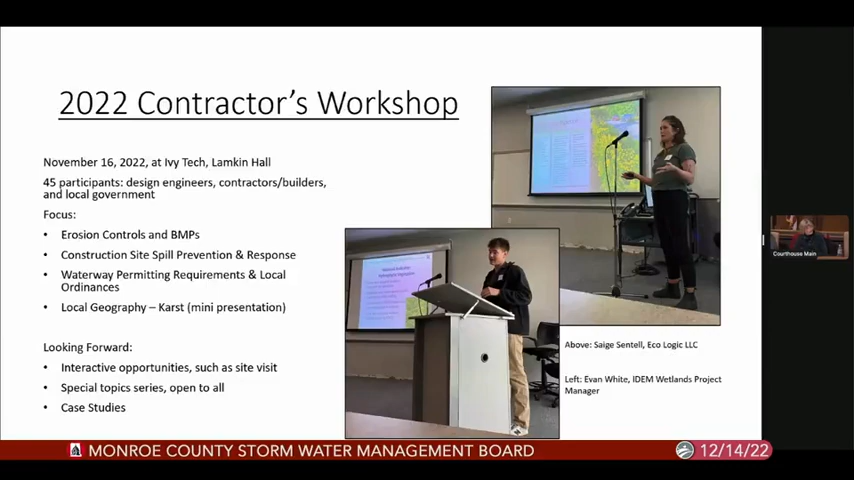 2022 Contractor's Workshop
November 16, 2022, at Ivy Tech, Lamkin Hall
45 participants: design engineers, contractors/builders,
and local government
Focus:
• Erosion Controls and BMPs
• Construction Site Spill Prevention & Response
• Waterway Permitting Requirements & Local
Ordinances
• Local Geography – Karst (mini presentation)
Looking Forward:
• Interactive opportunities, such as site visit
• Special topics series, open to all
• Case Studies
Above: Saige Sentell, Eco Logic LLC
Left: Evan White, IDEM Wetlands Project
Manager
Courthouse Main
MONROE COUNTY STORM WATER MANAGEMENT BOARD
12/14/22